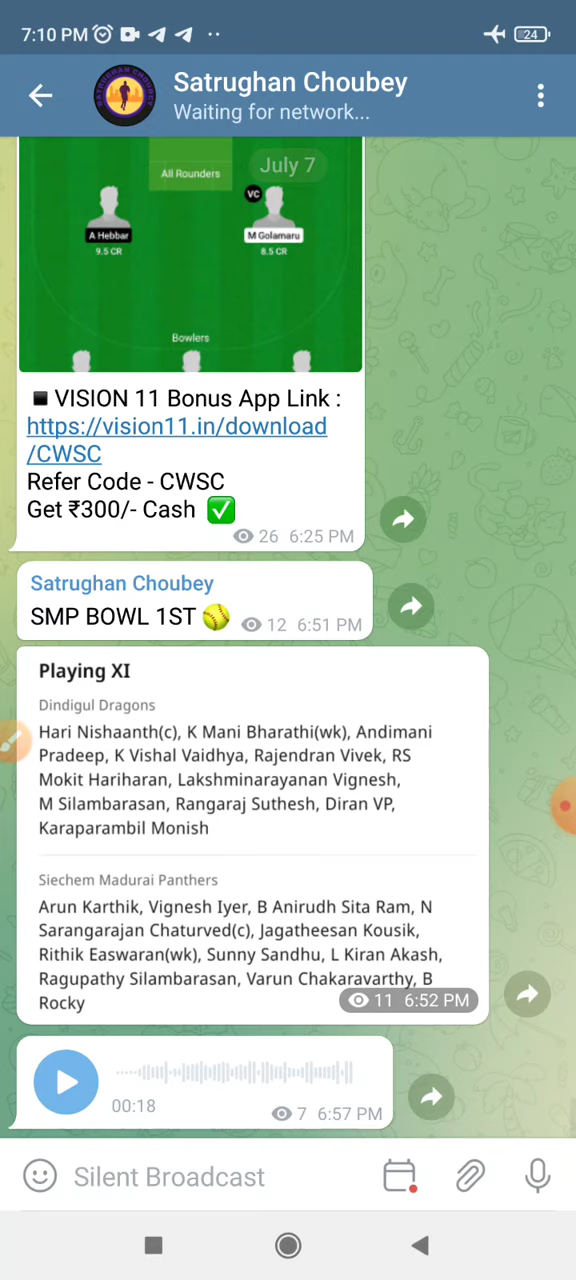 7:10 PM
24
Satrughan Choubey
Waiting for network...
SATRUGHAN CHOUBEY
July 7
All Rounders
VC
A Hebbar
M Golamaru
9.5 CR
8.5 CR
Bowlers
VISION 11 Bonus App Link :
https://vision11.in/download
/CWSC
Refer Code - CWSC
Get ₹300/- Cash ✅
26 6:25 PM
Satrughan Choubey
SMP BOWL 1ST 🥎
12 6:51 PM
Playing XI
Dindigul Dragons
Hari Nishaanth(c), K Mani Bharathi(wk), Andimani
Pradeep, K Vishal Vaidhya, Rajendran Vivek, RS
Mokit Hariharan, Lakshminarayanan Vignesh,
M Silambarasan, Rangaraj Suthesh, Diran VP,
Karaparambil Monish
Siechem Madurai Panthers
Arun Karthik, Vignesh Iyer, B Anirudh Sita Ram, N
Sarangarajan Chaturved(c), Jagatheesan Kousik,
Rithik Easwaran(wk), Sunny Sandhu, L Kiran Akash,
Ragupathy Silambarasan, Varun Chakaravarthy, B
Rocky
11 6:52 PM
00:18
7 6:57 PM
Silent Broadcast